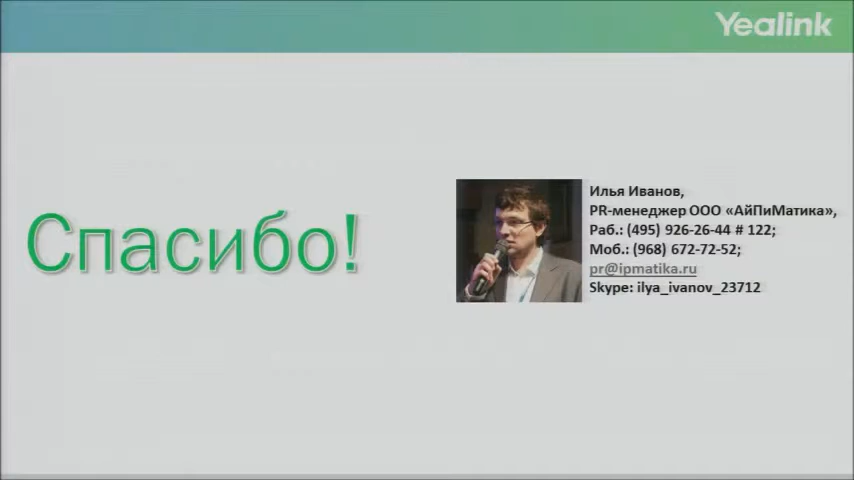 Yealink
Спасибо!
Илья Иванов,
PR-менеджер ООО «АйПиМатика»,
Раб.: (495) 926-26-44 # 122;
Моб.: (968) 672-72-52;
pr@ipmatika.ru
Skype: ilya_ivanov_23712